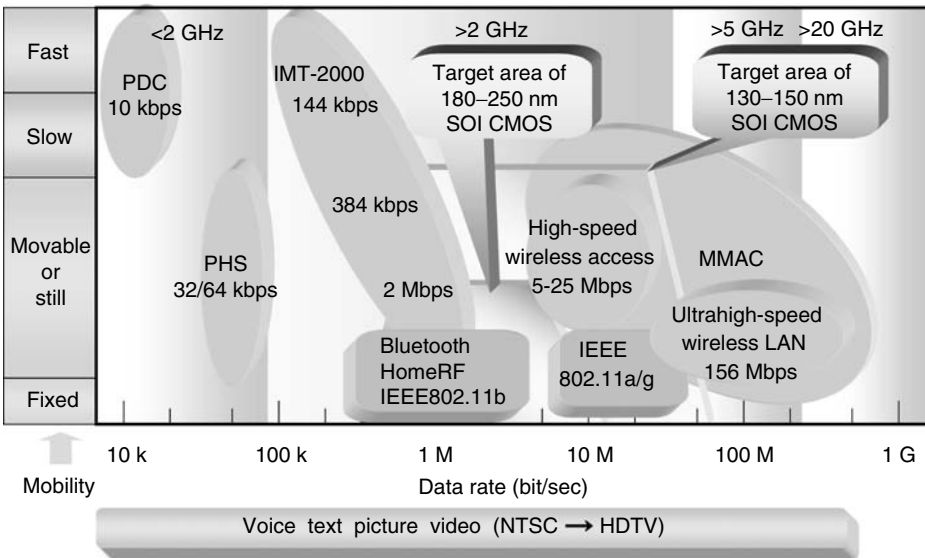 <2 GHz
>2 GHz
>5 GHz >20 GHz
Fast
Slow
Movable
or
still
Fixed
Mobility
PDC
10 kbps
PHS
32/64 kbps
IMT-2000
144 kbps
384 kbps
2 Mbps
Target area of
180–250 nm
SOI CMOS
Target area of
130–150 nm
SOI CMOS
High-speed
wireless access
5-25 Mbps
MMAC
Ultrahigh-speed
wireless LAN
156 Mbps
Bluetooth
HomeRF
IEEE802.11b
IEEE
802.11a/g
10 k 100 k 1 M 10 M 100 M 1 G
Data rate (bit/sec)
Voice text picture video (NTSC → HDTV)